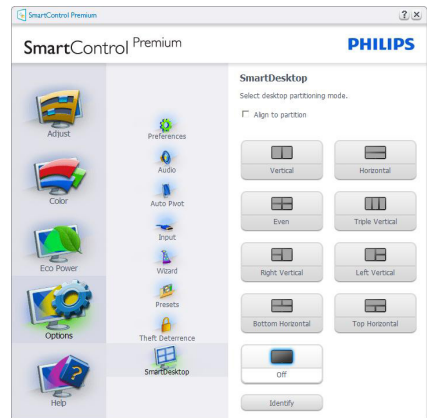 SmartControl Premium
SmartControl Premium
PHILIPS
Adjust
Color
Eco Power
Options
Help
Preferences
Audio
Auto Pivot
Input
Wizard
Presets
Theft Deterrence
SmartDesktop
SmartDesktop
Select desktop partitioning mode.
Align to partition
Vertical
Horizontal
Even
Triple Vertical
Right Vertical
Left Vertical
Bottom Horizontal
Top Horizontal
Off
Identify